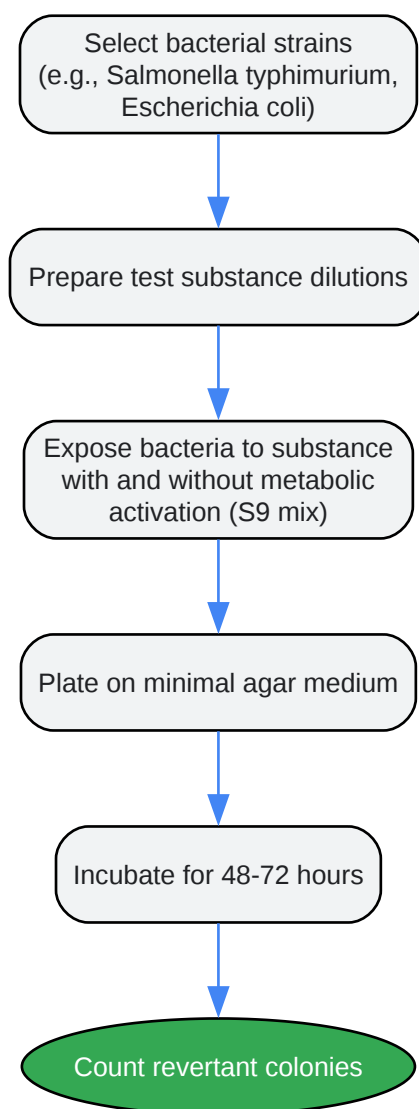 Select bacterial strains
(e.g., Salmonella typhimurium,
Escherichia coli)
Prepare test substance dilutions
Expose bacteria to substance
with and without metabolic
activation (S9 mix)
Plate on minimal agar medium
Incubate for 48-72 hours
Count revertant colonies